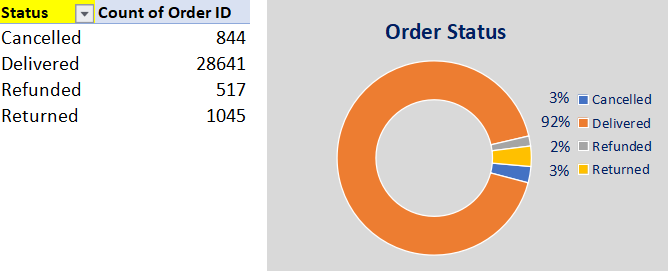 Status Count of Order ID
Cancelled 844
Delivered 28641
Refunded 517
Returned 1045
Order Status
3% Cancelled
92% Delivered
2% Refunded
3% Returned